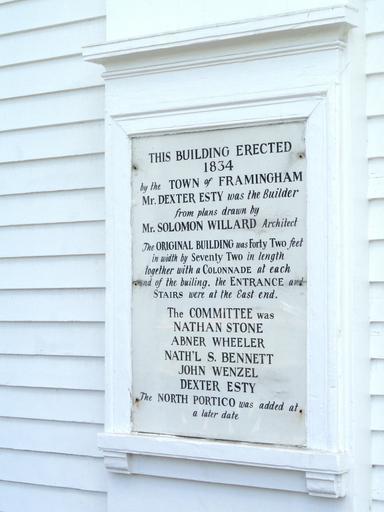 THIS BUILDING ERECTED
1834
by the TOWN of FRAMINGHAM
Mr. DEXTER ESTY was the Builder
from plans drawn by
Mr. SOLOMON WILLARD Architect
The ORIGINAL BUILDING was Forty Two feet
in width by Seventy Two in length
together with a COLONNADE at each
end of the builing, the ENTRANCE and
STAIRS were at the East end.
The COMMITTEE was
NATHAN STONE
ABNER WHEELER
NATH'L S. BENNETT
JOHN WENZEL
DEXTER ESTY
The NORTH PORTICO was added at
a later date